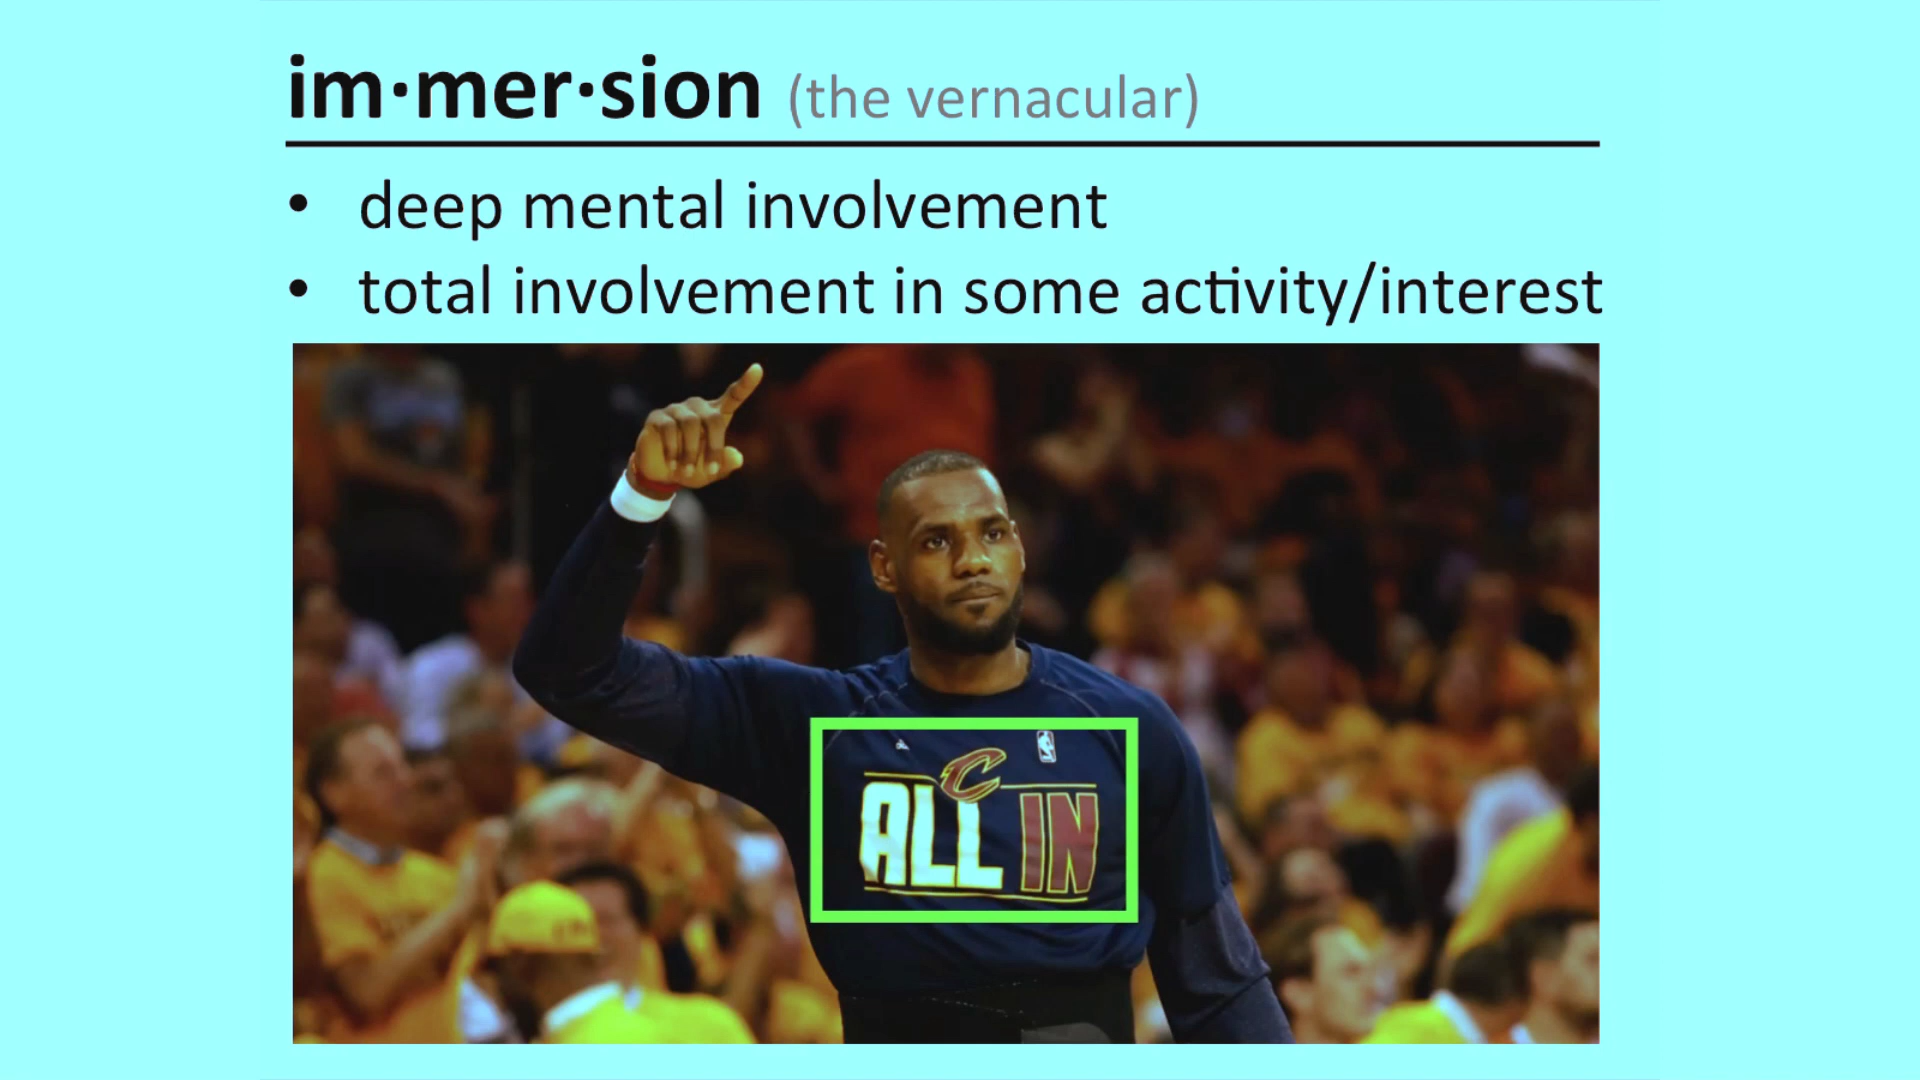 im·mer·sion (the vernacular)
• deep mental involvement
• total involvement in some activity/interest
C
ALL IN